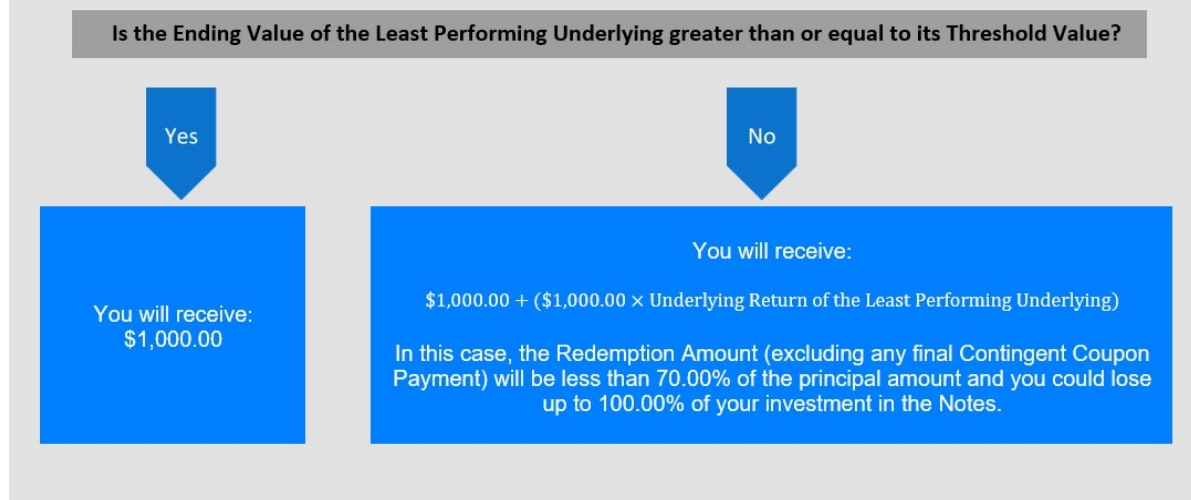 Is the Ending Value of the Least Performing Underlying greater than or equal to its Threshold Value?
Yes
No
You will receive:
$1,000.00
You will receive:
$1,000.00 + ($1,000.00 × Underlying Return of the Least Performing Underlying)
In this case, the Redemption Amount (excluding any final Contingent Coupon
Payment) will be less than 70.00% of the principal amount and you could lose
up to 100.00% of your investment in the Notes.